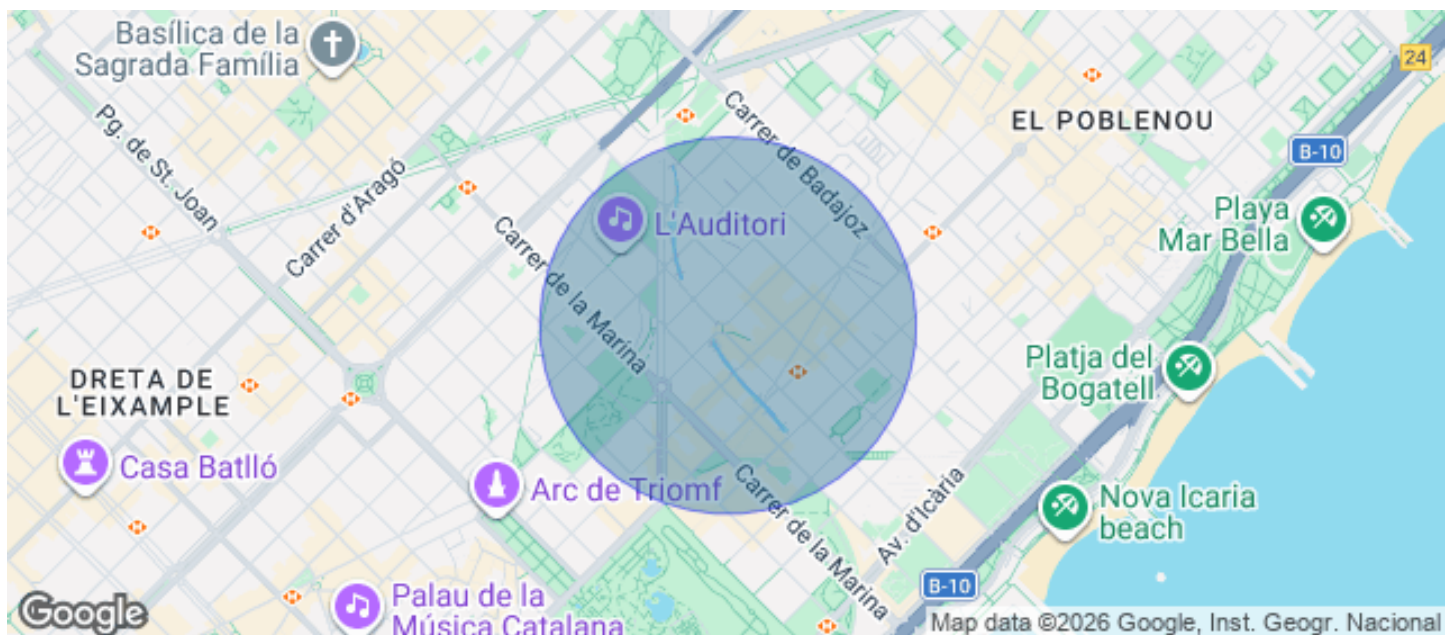 Basílica de la
Sagrada Família
24
Carrer de Badajoz
EL POBLENOU
B-10
Pg. de St. Joan
Carrer d'Aragó
L'Auditori
Playa
Mar Bella
Carrer de la Marina
DRETA DE
L'EIXAMPLE
Platja del
Bogatell
Casa Batlló
Arc de Triomf
Carrer de la Marina
Av. d'Icària
Nova Icaria
beach
B-10
Google
Palau de la
Música Catalana
Map data ©2026 Google, Inst. Geogr. Nacional